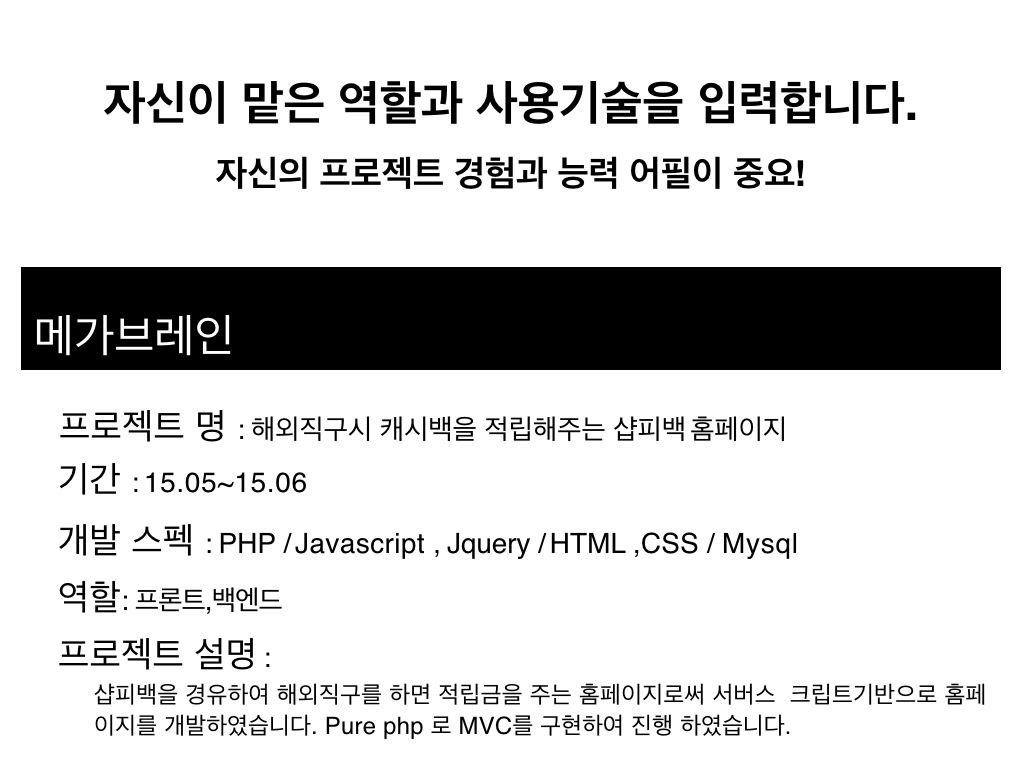 자신이 맡은 역할과 사용기술을 입력합니다.
자신의 프로젝트 경험과 능력 어필이 중요!
메가브레인
프로젝트 명 : 해외직구시 캐시백을 적립해주는 샵피백 홈페이지
기간 : 15.05~15.06
개발 스펙 : PHP / Javascript , Jquery / HTML ,CSS / Mysql
역할: 프론트,백엔드
프로젝트 설명 :
샵피백을 경유하여 해외직구를 하면 적립금을 주는 홈페이지로써 서버스 크립트기반으로 홈페
이지를 개발하였습니다. Pure php 로 MVC를 구현하여 진행 하였습니다.